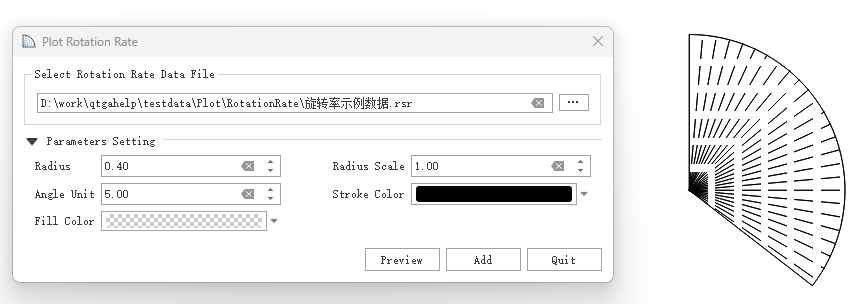 Plot Rotation Rate
Select Rotation Rate Data File
D:\work\qtgahelp\testdata\Plot\RotationRate\旋转率示例数据.rsr
...
Parameters Setting
Radius 0.40 Radius Scale 1.00
Angle Unit 5.00 Stroke Color
Fill Color
Preview Add Quit